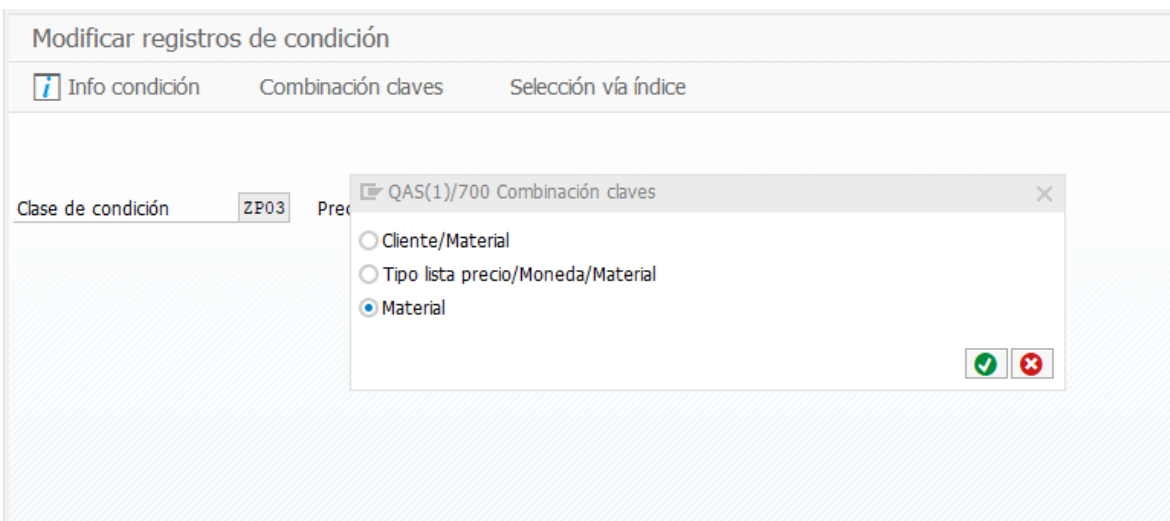 Modificar registros de condición
Info condición Combinación claves Selección vía índice
QAS(1)/700 Combinación claves
Clase de condición ZP03 Prec
Cliente/Material
Tipo lista precio/Moneda/Material
Material